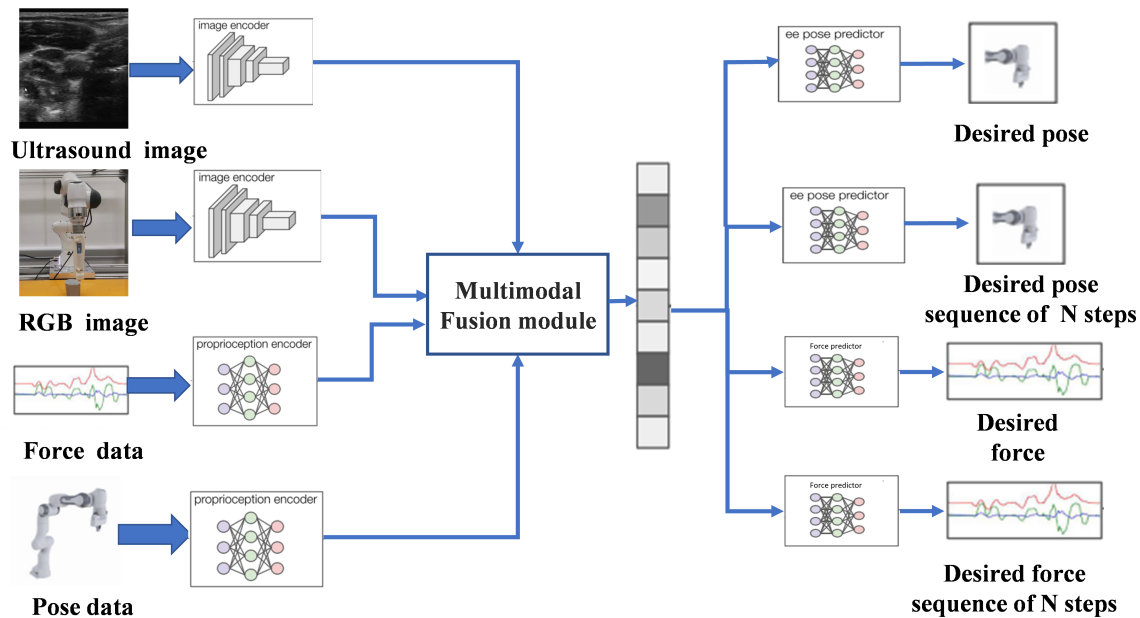 image encoder
Ultrasound image
image encoder
RGB image
proprioception encoder
Force data
proprioception encoder
Pose data
Multimodal
Fusion module
ee pose predictor
Desired pose
ee pose predictor
Desired pose
sequence of N steps
Force predictor
Desired
force
Force predictor
Desired force
sequence of N steps